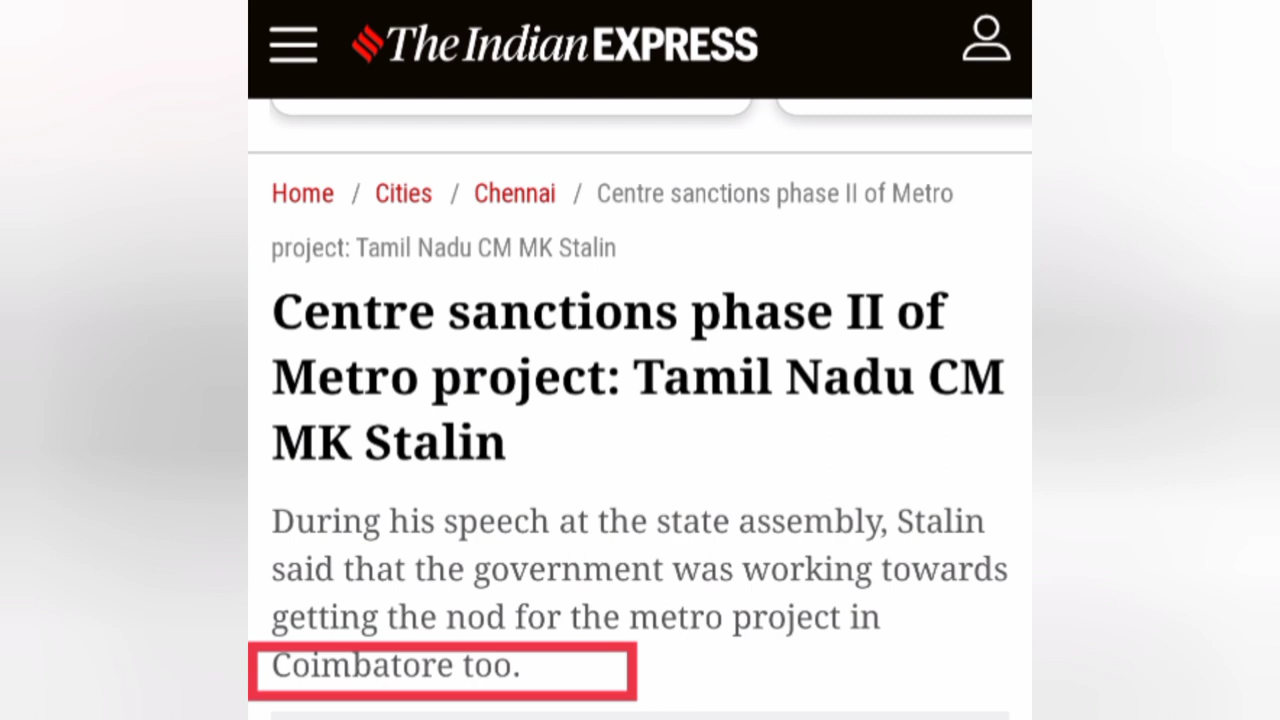 The Indian EXPRESS
Home / Cities / Chennai / Centre sanctions phase II of Metro
project: Tamil Nadu CM MK Stalin
Centre sanctions phase II of
Metro project: Tamil Nadu CM
MK Stalin
During his speech at the state assembly, Stalin
said that the government was working towards
getting the nod for the metro project in
Coimbatore too.